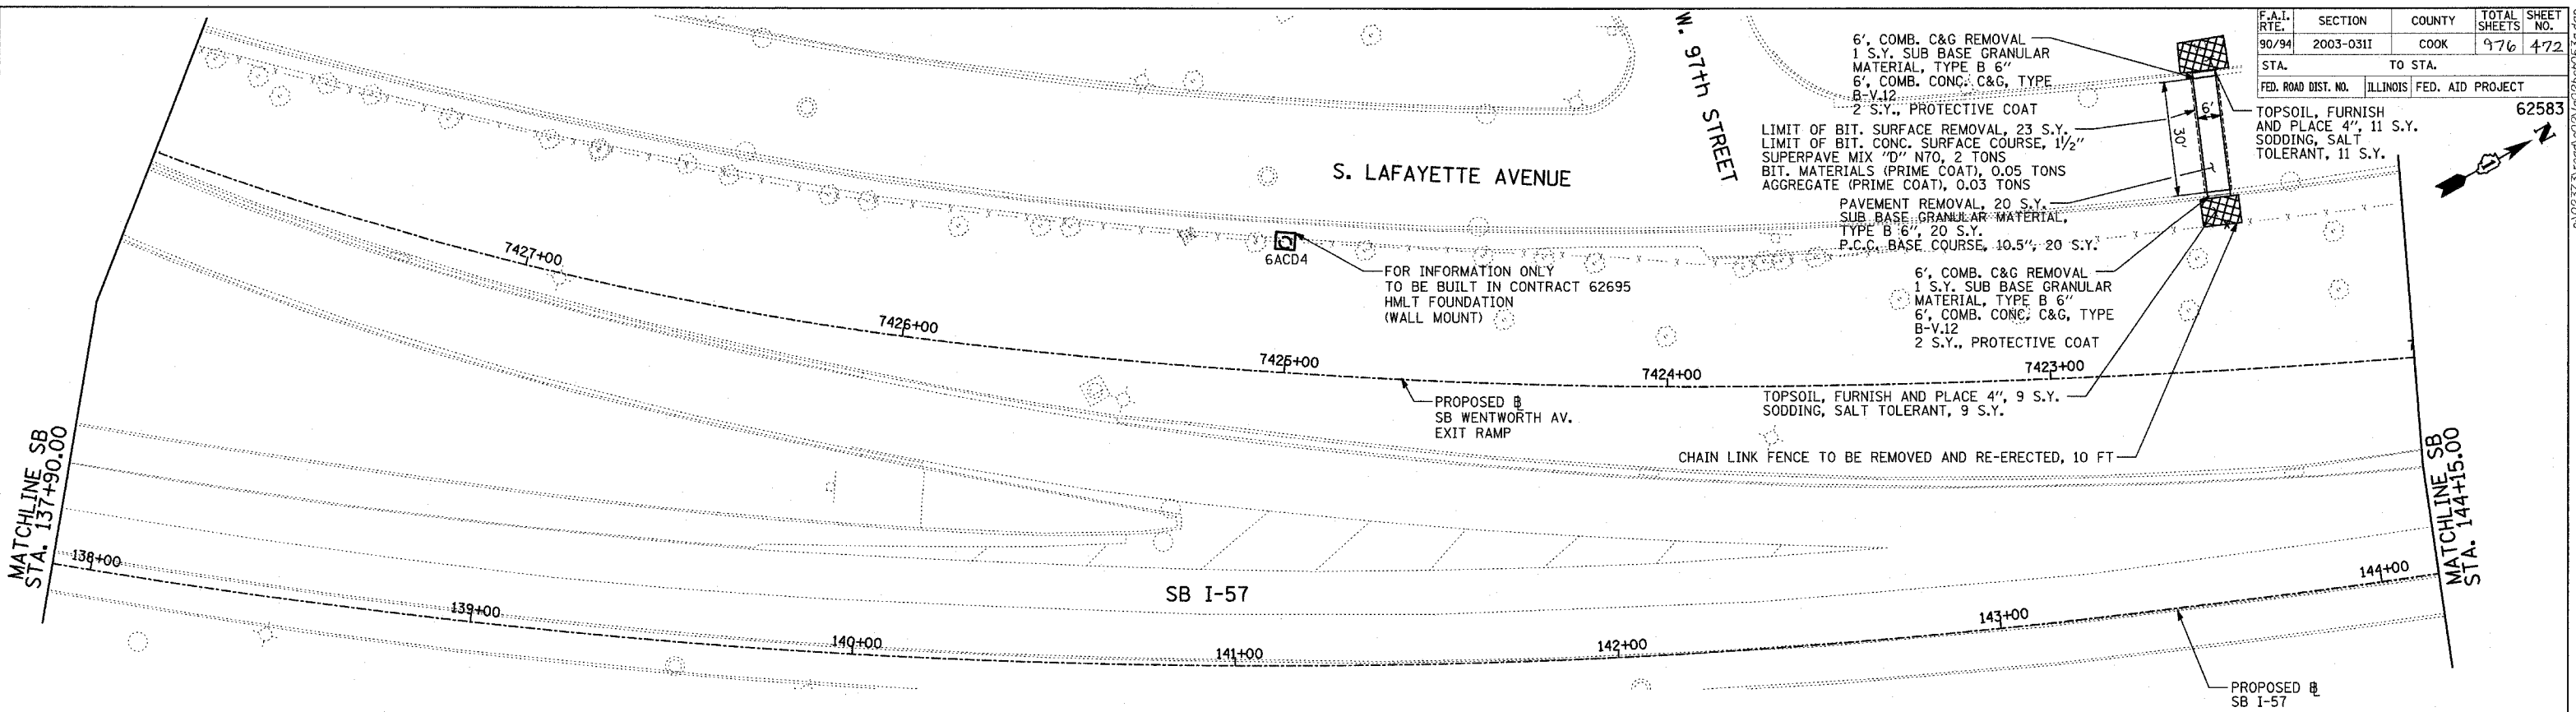 F.A.I. RTE. SECTION COUNTY TOTAL SHEETS SHEET NO.
90/94 2003-031I COOK 976 472
STA. TO STA.
FED. ROAD DIST. NO. ILLINOIS FED. AID PROJECT
62583
W. 97th STREET
6', COMB. C&G REMOVAL
1 S.Y. SUB BASE GRANULAR
MATERIAL, TYPE B 6"
6', COMB. CONC. C&G, TYPE
B-V.12
2 S.Y., PROTECTIVE COAT
LIMIT OF BIT. SURFACE REMOVAL, 23 S.Y.
LIMIT OF BIT. CONC. SURFACE COURSE, 1½"
SUPERPAVE MIX "D" N70, 2 TONS
BIT. MATERIALS (PRIME COAT), 0.05 TONS
AGGREGATE (PRIME COAT), 0.03 TONS
PAVEMENT REMOVAL, 20 S.Y.
SUB BASE GRANULAR MATERIAL,
TYPE B 6", 20 S.Y.
P.C.C. BASE COURSE, 10.5", 20 S.Y.
6', COMB. C&G REMOVAL
1 S.Y. SUB BASE GRANULAR
MATERIAL, TYPE B 6"
6', COMB. CONC. C&G, TYPE
B-V.12
2 S.Y., PROTECTIVE COAT
30'
6'
TOPSOIL, FURNISH
AND PLACE 4", 11 S.Y.
SODDING, SALT
TOLERANT, 11 S.Y.
S. LAFAYETTE AVENUE
6ACD4
FOR INFORMATION ONLY
TO BE BUILT IN CONTRACT 62695
HMLT FOUNDATION
(WALL MOUNT)
7427+00
7426+00
7425+00
7424+00
7423+00
PROPOSED B
SB WENTWORTH AV.
EXIT RAMP
TOPSOIL, FURNISH AND PLACE 4", 9 S.Y.
SODDING, SALT TOLERANT, 9 S.Y.
CHAIN LINK FENCE TO BE REMOVED AND RE-ERECTED, 10 FT
MATCHLINE SB
STA. 137+90.00
MATCHLINE SB
STA. 144+15.00
SB I-57
138+00
139+00
140+00
141+00
142+00
143+00
144+00
PROPOSED B
SB I-57